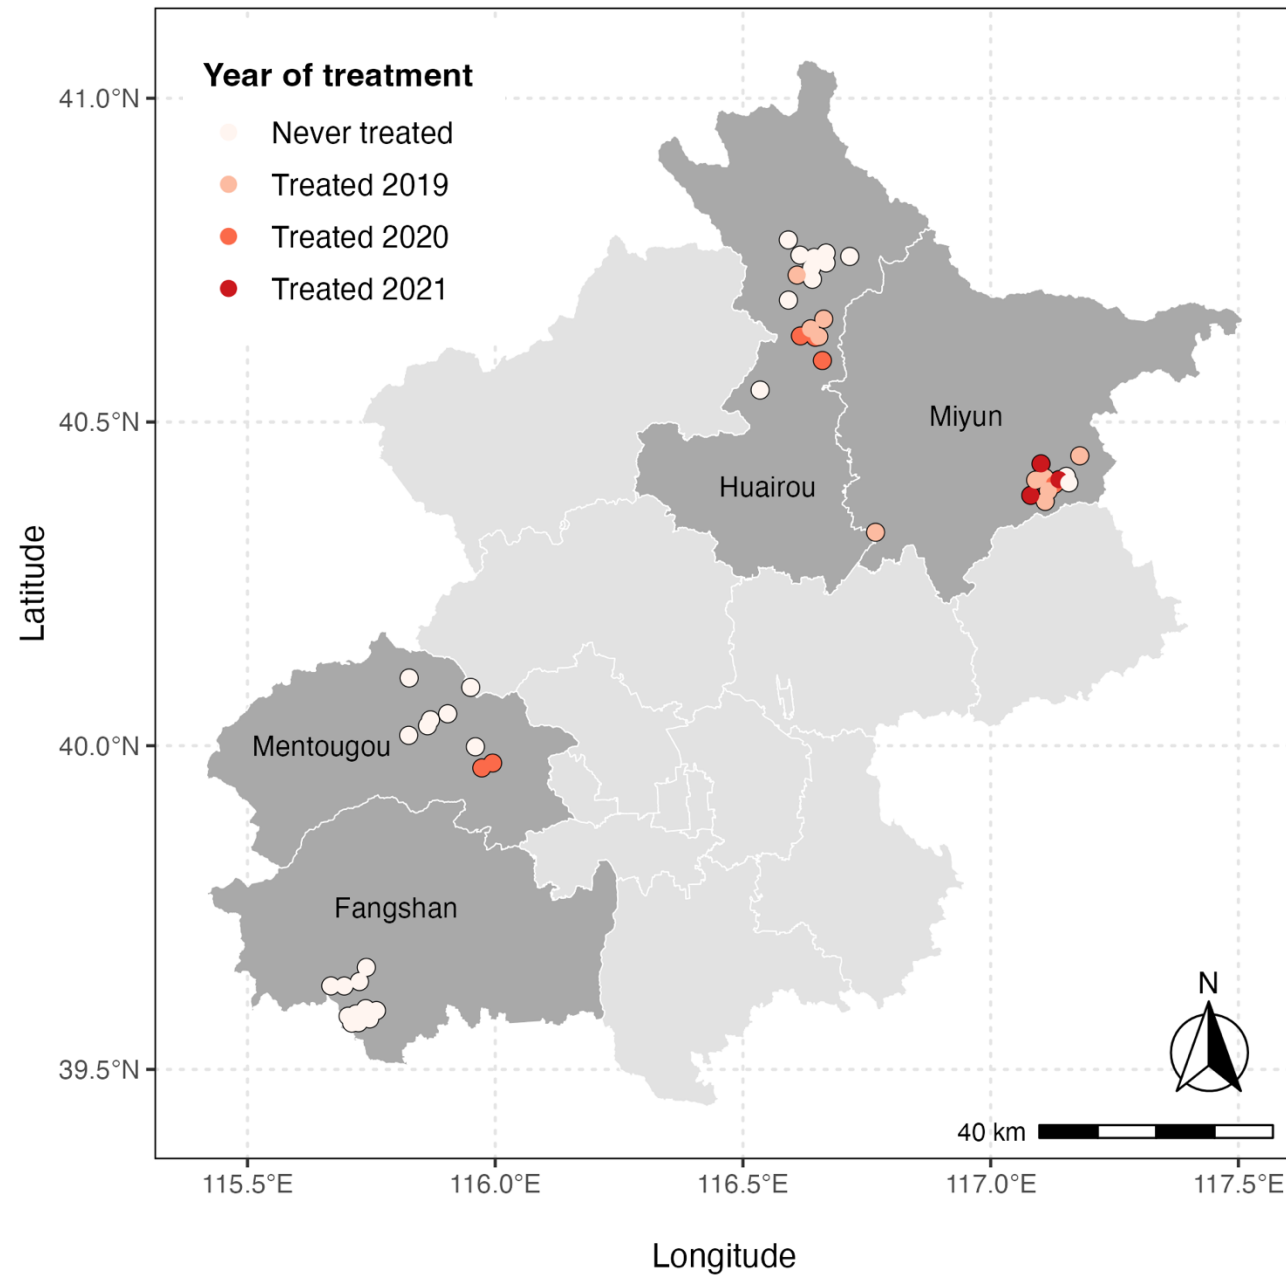 Year of treatment
Never treated
Treated 2019
Treated 2020
Treated 2021
41.0°N
40.5°N
40.0°N
39.5°N
Latitude
Miyun
Huairou
Mentougou
Fangshan
N
40 km
115.5°E
116.0°E
116.5°E
117.0°E
117.5°E
Longitude